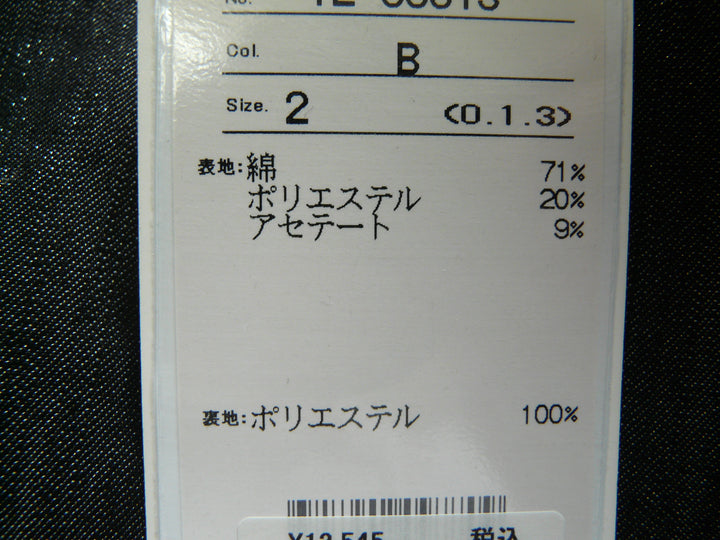 No.
Col. B
Size. 2 (0.1.3)
表地:綿 71%
ポリエステル 20%
アセテート 9%
裏地:ポリエステル 100%
税込